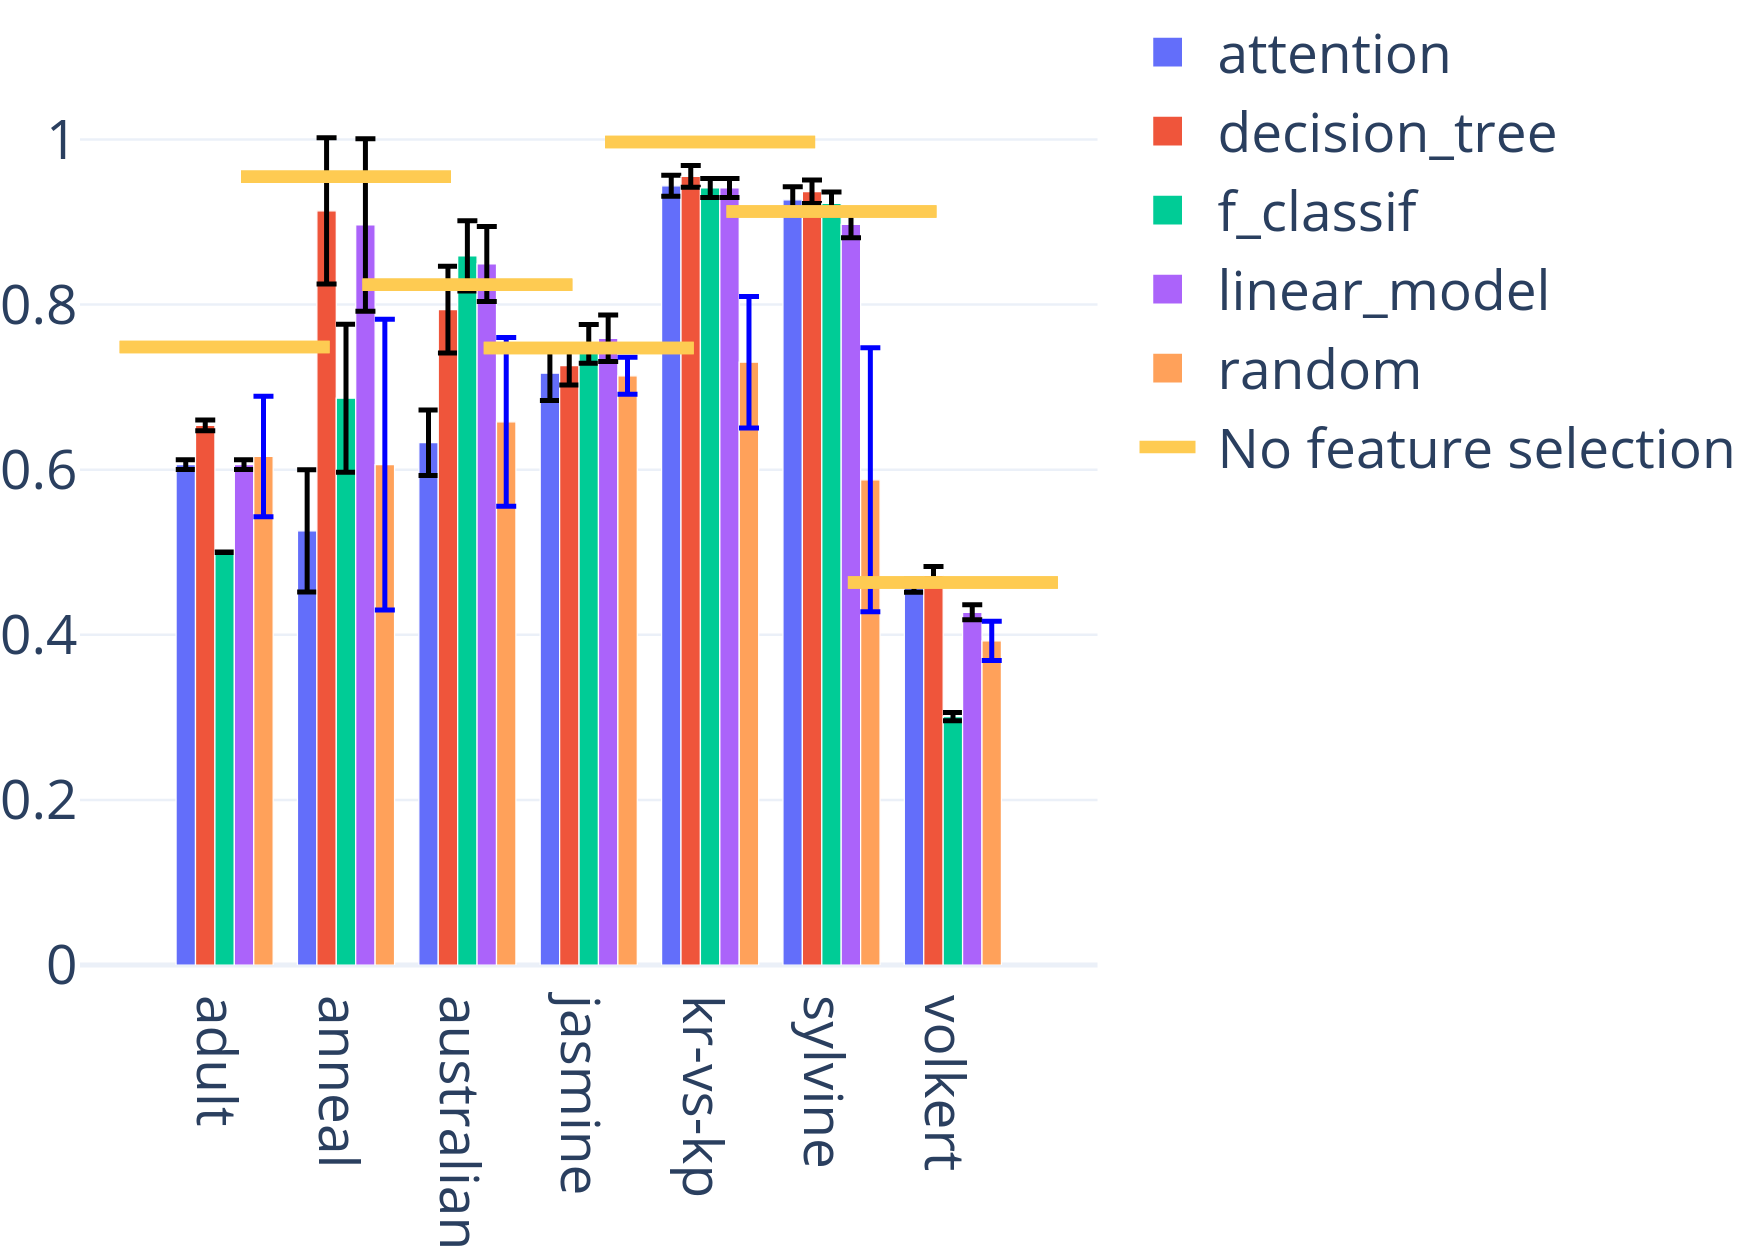 attention
decision_tree
f_classif
linear_model
random
No feature selection
1
0.8
0.6
0.4
0.2
0
adult
anneal
australian
jasmine
kr-vs-kp
sylvine
volkert